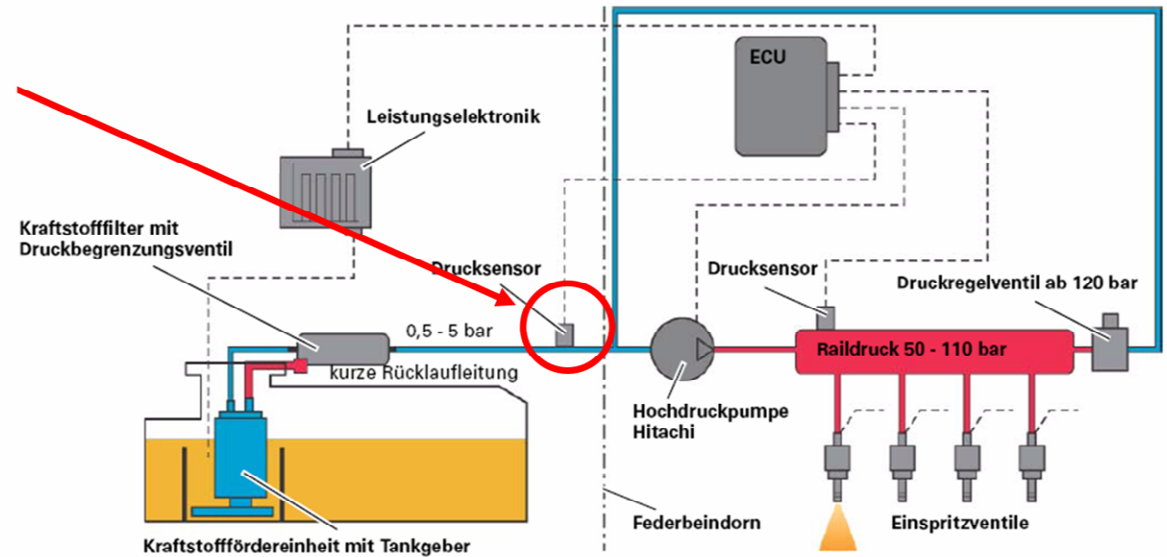 ECU
Leistungselektronik
Kraftstofffilter mit
Druckbegrenzungsventil
Drucksensor
Drucksensor
Druckregelventil ab 120 bar
0,5 - 5 bar
Raildruck 50 - 110 bar
kurze Rücklaufleitung
Hochdruckpumpe
Hitachi
Federbeindorn
Einspritzventile
Kraftstofffördereinheit mit Tankgeber